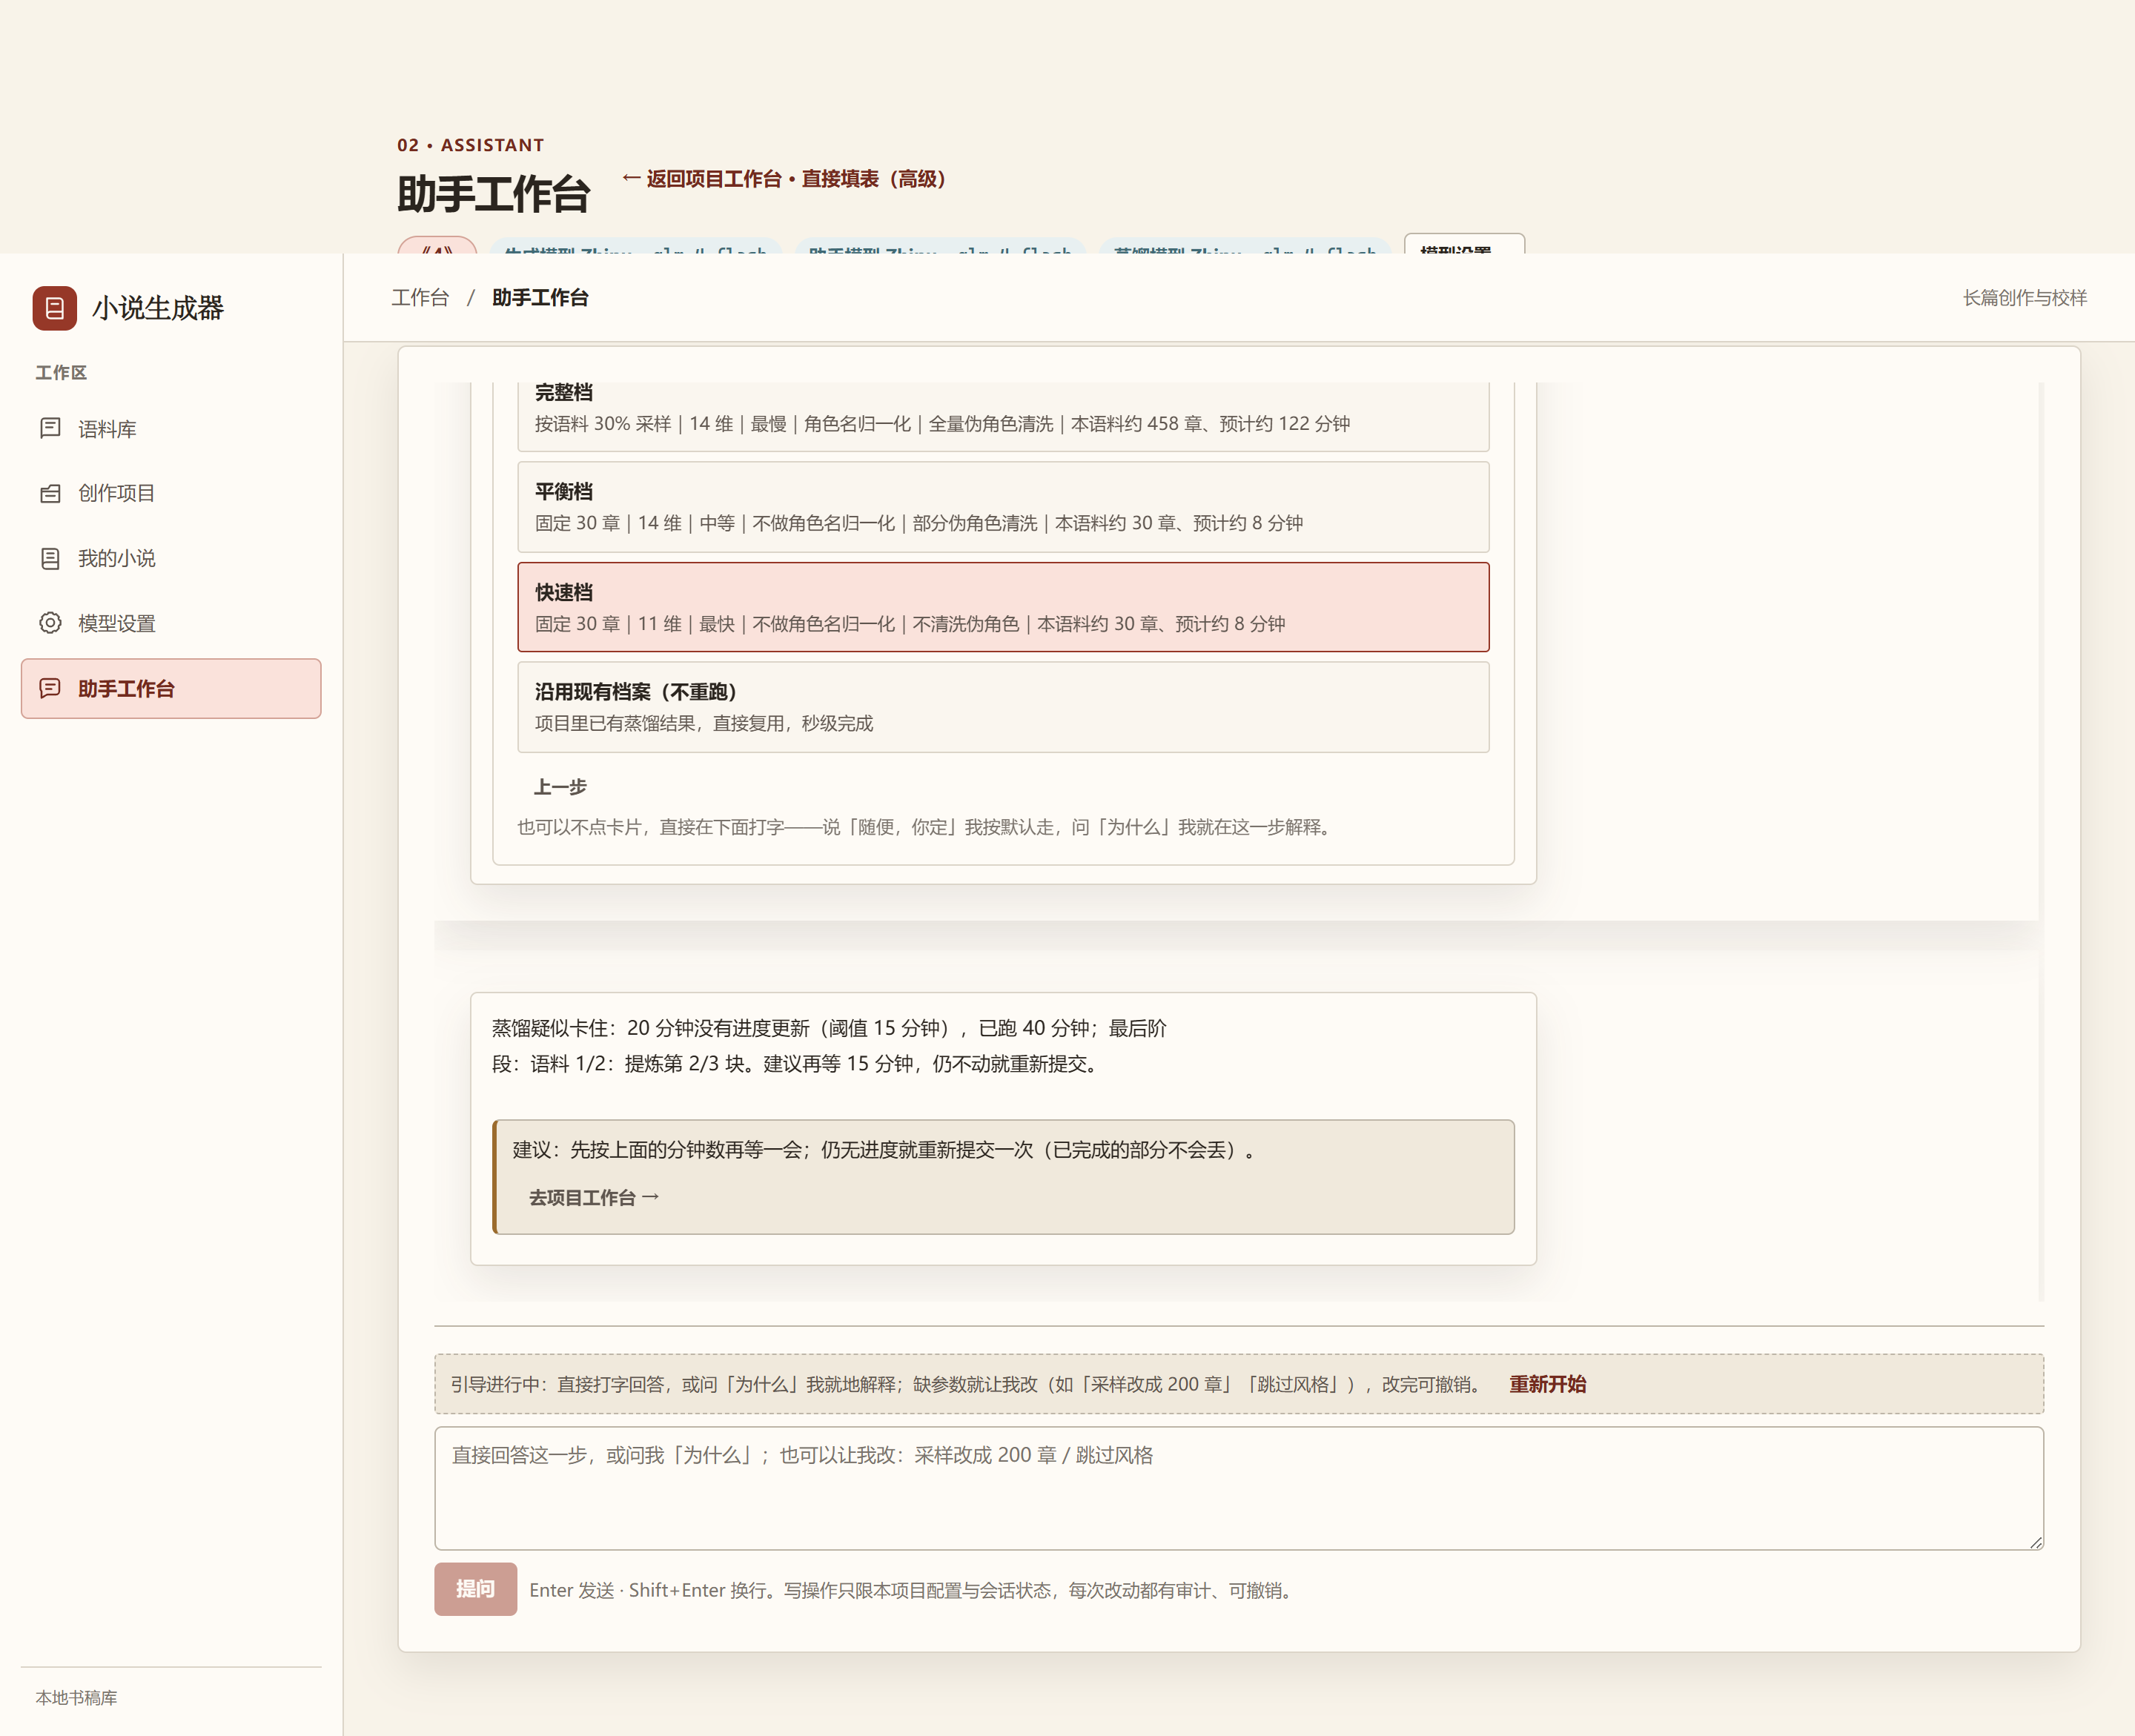 02 • ASSISTANT
助手工作台
← 返回项目工作台 • 直接填表（高级）
小说生成器
工作台 / 助手工作台
长篇创作与校样
工作区
语料库
创作项目
我的小说
模型设置
助手工作台
本地书稿库
完整档
按语料 30% 采样｜14 维｜最慢｜角色名归一化｜全量伪角色清洗｜本语料约 458 章、预计约 122 分钟
平衡档
固定 30 章｜14 维｜中等｜不做角色名归一化｜部分伪角色清洗｜本语料约 30 章、预计约 8 分钟
快速档
固定 30 章｜11 维｜最快｜不做角色名归一化｜不清洗伪角色｜本语料约 30 章、预计约 8 分钟
沿用现有档案（不重跑）
项目里已有蒸馏结果，直接复用，秒级完成
上一步
也可以不点卡片，直接在下面打字——说「随便，你定」我按默认走，问「为什么」我就在这一步解释。
蒸馏疑似卡住：20 分钟没有进度更新（阈值 15 分钟），已跑 40 分钟；最后阶
段：语料 1/2：提炼第 2/3 块。建议再等 15 分钟，仍不动就重新提交。
建议：先按上面的分钟数再等一会；仍无进度就重新提交一次（已完成的部分不会丢）。
去项目工作台 →
引导进行中：直接打字回答，或问「为什么」我就地解释；缺参数就让我改（如「采样改成 200 章」「跳过风格」），改完可撤销。 重新开始
直接回答这一步，或问我「为什么」；也可以让我改：采样改成 200 章 / 跳过风格
提问
Enter 发送 · Shift+Enter 换行。写操作只限本项目配置与会话状态，每次改动都有审计、可撤销。